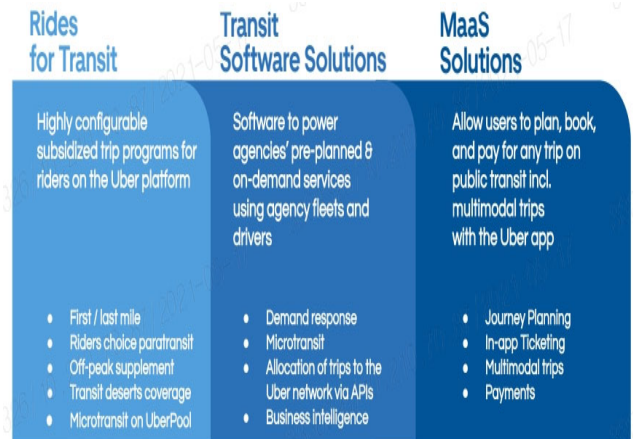 Rides
for Transit
Highly configurable
subsidized trip programs for
riders on the Uber platform
• First / last mile
• Riders choice paratransit
• Off-peak supplement
• Transit deserts coverage
• Microtransit on UberPool
Transit
Software Solutions
Software to power
agencies' pre-planned &
on-demand services
using agency fleets and
drivers
• Demand response
• Microtransit
• Allocation of trips to the
Uber network via APIs
• Business intelligence
MaaS
Solutions
Allow users to plan, book,
and pay for any trip on
public transit incl.
multimodal trips
with the Uber app
• Journey Planning
• In-app Ticketing
• Multimodal trips
• Payments